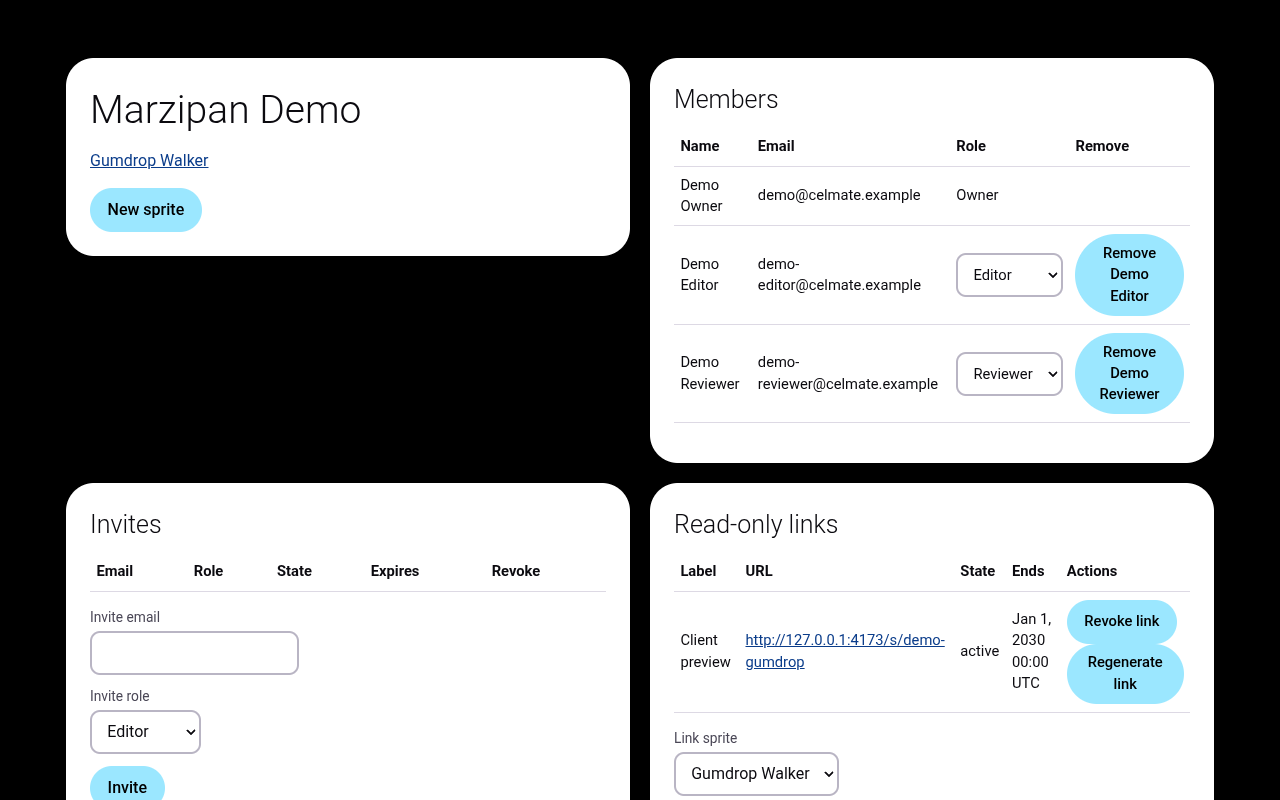 Marzipan Demo
Gumdrop Walker
New sprite
Members
Name Email Role Remove
Demo
Owner
demo@celmate.example
Owner
Demo
Editor
demo-
editor@celmate.example
Editor
Remove
Demo
Editor
Demo
Reviewer
demo-
reviewer@celmate.example
Reviewer
Remove
Demo
Reviewer
Invites
Email Role State Expires Revoke
Invite email
Invite role
Editor
Invite
Read-only links
Label URL State Ends Actions
Client
preview
http://127.0.0.1:4173/s/demo-
gumdrop
active
Jan 1,
2030
00:00
UTC
Revoke link
Regenerate
link
Link sprite
Gumdrop Walker